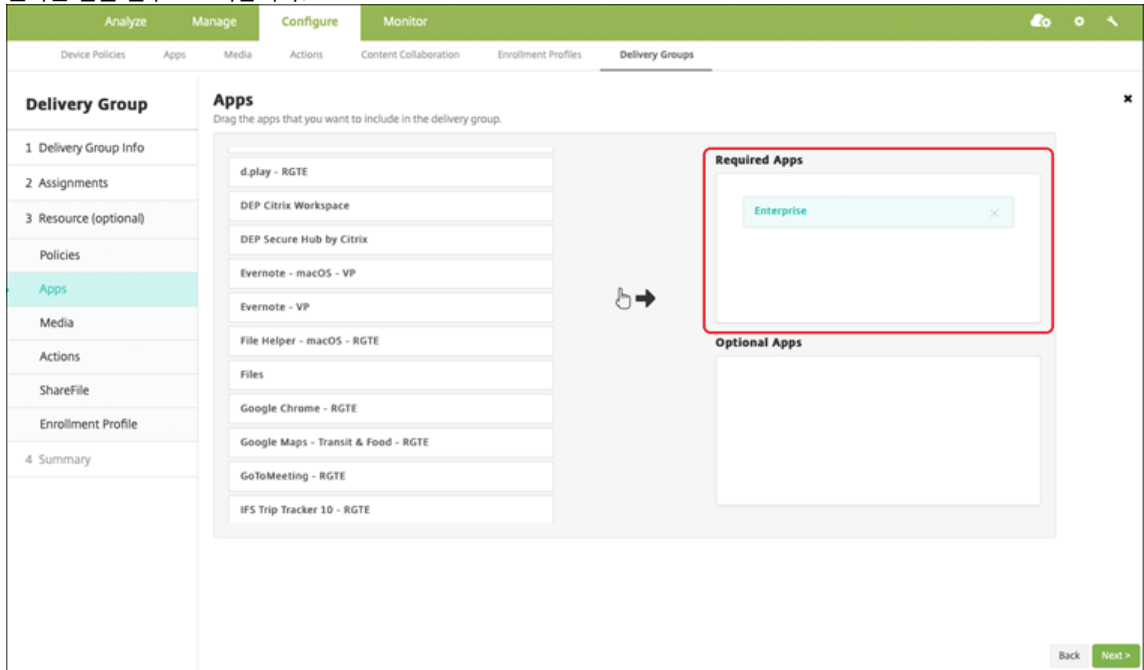 Analyze Manage Configure Monitor
Device Policies Apps Media Actions Content Collaboration Enrollment Profiles Delivery Groups
Delivery Group
1 Delivery Group Info
2 Assignments
3 Resource (optional)
Policies
Apps
Media
Actions
ShareFile
Enrollment Profile
4 Summary
Apps
Drag the apps that you want to include in the delivery group.
d.play - RGTE
DEP Citrix Workspace
DEP Secure Hub by Citrix
Evernote - macOS - VP
Evernote - VP
File Helper - macOS - RGTE
Files
Google Chrome - RGTE
Google Maps - Transit & Food - RGTE
GoToMeeting - RGTE
IFS Trip Tracker 10 - RGTE
Required Apps
Enterprise
Optional Apps
Back Next >